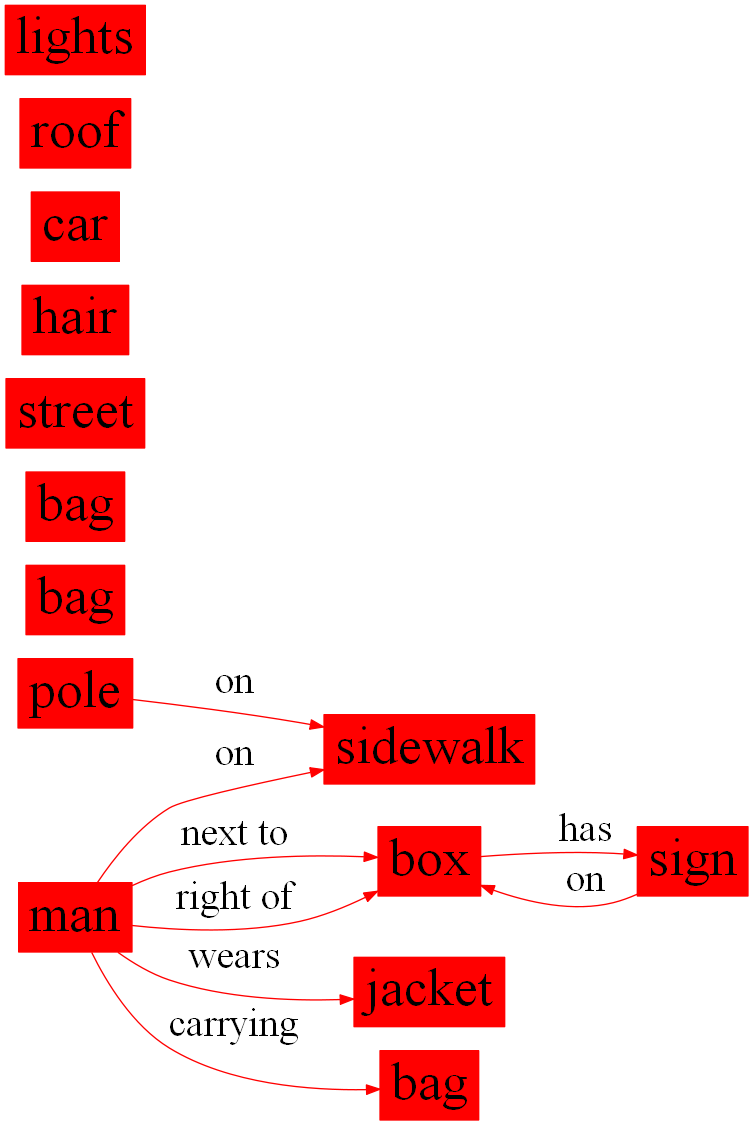 lights
roof
car
hair
street
bag
bag
pole
on
sidewalk
on
man
next to
right of
box
has
on
sign
wears
jacket
carrying
bag